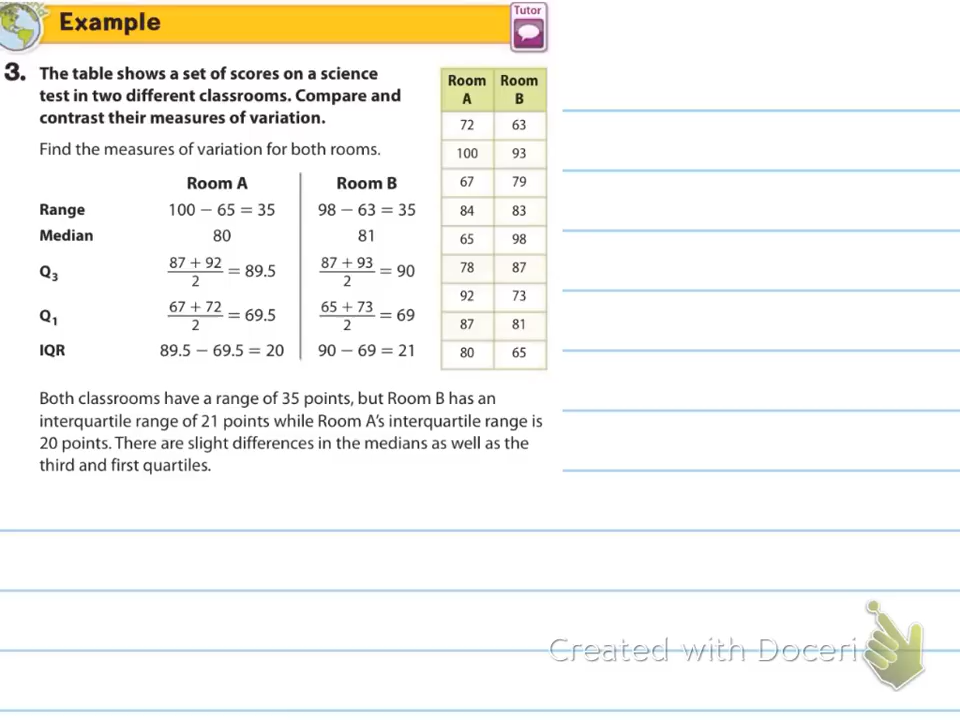 Example
Tutor
3. The table shows a set of scores on a science
test in two different classrooms. Compare and
contrast their measures of variation.
Find the measures of variation for both rooms.
Room A Room B
Range 100 − 65 = 35 98 − 63 = 35
Median 80 81
Q₃ (87 + 92)/2 = 89.5 (87 + 93)/2 = 90
Q₁ (67 + 72)/2 = 69.5 (65 + 73)/2 = 69
IQR 89.5 − 69.5 = 20 90 − 69 = 21
Room A Room B
72 63
100 93
67 79
84 83
65 98
78 87
92 73
87 81
80 65
Both classrooms have a range of 35 points, but Room B has an
interquartile range of 21 points while Room A’s interquartile range is
20 points. There are slight differences in the medians as well as the
third and first quartiles.
Created with Doceri